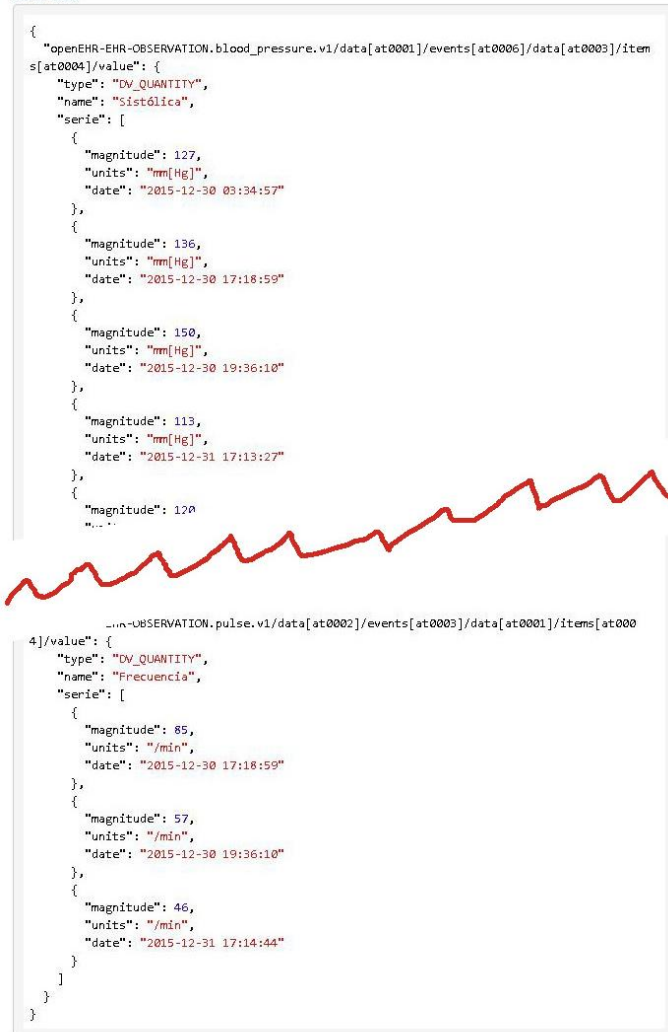 {
"openEHR-EHR-OBSERVATION.blood_pressure.v1/data[at0001]/events[at0006]/data[at0003]/item
s[at0004]/value": {
"type": "DV_QUANTITY",
"name": "Sistólica",
"serie": [
{
"magnitude": 127,
"units": "mm[Hg]",
"date": "2015-12-30 03:34:57"
},
{
"magnitude": 136,
"units": "mm[Hg]",
"date": "2015-12-30 17:18:59"
},
{
"magnitude": 150,
"units": "mm[Hg]",
"date": "2015-12-30 19:36:10"
},
{
"magnitude": 113,
"units": "mm[Hg]",
"date": "2015-12-31 17:13:27"
},
{
"magnitude": 120
-OBSERVATION.pulse.v1/data[at0002]/events[at0003]/data[at0001]/items[at000
4]/value": {
"type": "DV_QUANTITY",
"name": "Frecuencia",
"serie": [
{
"magnitude": 85,
"units": "/min",
"date": "2015-12-30 17:18:59"
},
{
"magnitude": 57,
"units": "/min",
"date": "2015-12-30 19:36:10"
},
{
"magnitude": 46,
"units": "/min",
"date": "2015-12-31 17:14:44"
}
]
}
}